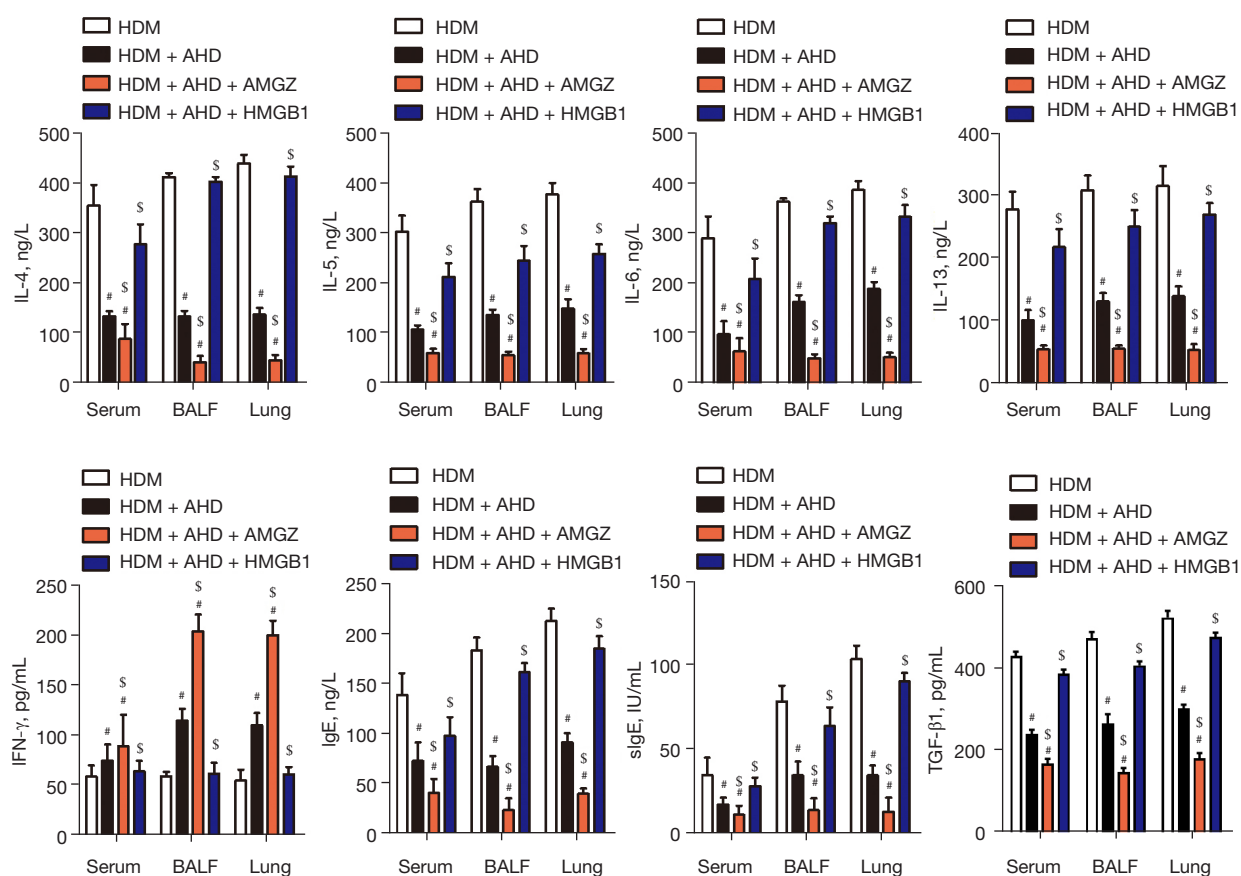 HDM
HDM + AHD
HDM + AHD + AMGZ
HDM + AHD + HMGB1
500
400
300
200
100
0
IL-4, ng/L
# # $ $
# # $ $
# # $ $
Serum BALF Lung
HDM
HDM + AHD
HDM + AHD + AMGZ
HDM + AHD + HMGB1
500
400
300
200
100
0
IL-5, ng/L
# # $ $
# # $ $
# # $ $
Serum BALF Lung
HDM
HDM + AHD
HDM + AHD + AMGZ
HDM + AHD + HMGB1
500
400
300
200
100
0
IL-6, ng/L
# # $ $
# # $ $
# # $ $
Serum BALF Lung
HDM
HDM + AHD
HDM + AHD + AMGZ
HDM + AHD + HMGB1
400
300
200
100
0
IL-13, ng/L
# # $ $
# # $ $
# # $ $
Serum BALF Lung
HDM
HDM + AHD
HDM + AHD + AMGZ
HDM + AHD + HMGB1
250
200
150
100
50
0
IFN-γ, pg/mL
# # $ $
# # $ $
# # $ $
Serum BALF Lung
HDM
HDM + AHD
HDM + AHD + AMGZ
HDM + AHD + HMGB1
250
200
150
100
50
0
IgE, ng/L
# # $ $
# # $ $
# # $ $
Serum BALF Lung
HDM
HDM + AHD
HDM + AHD + AMGZ
HDM + AHD + HMGB1
150
100
50
0
sIgE, IU/mL
# # $ $
# # $ $
# # $ $
Serum BALF Lung
HDM
HDM + AHD
HDM + AHD + AMGZ
HDM + AHD + HMGB1
600
400
200
0
TGF-β1, pg/mL
# # $ $
# # $ $
# # $ $
Serum BALF Lung